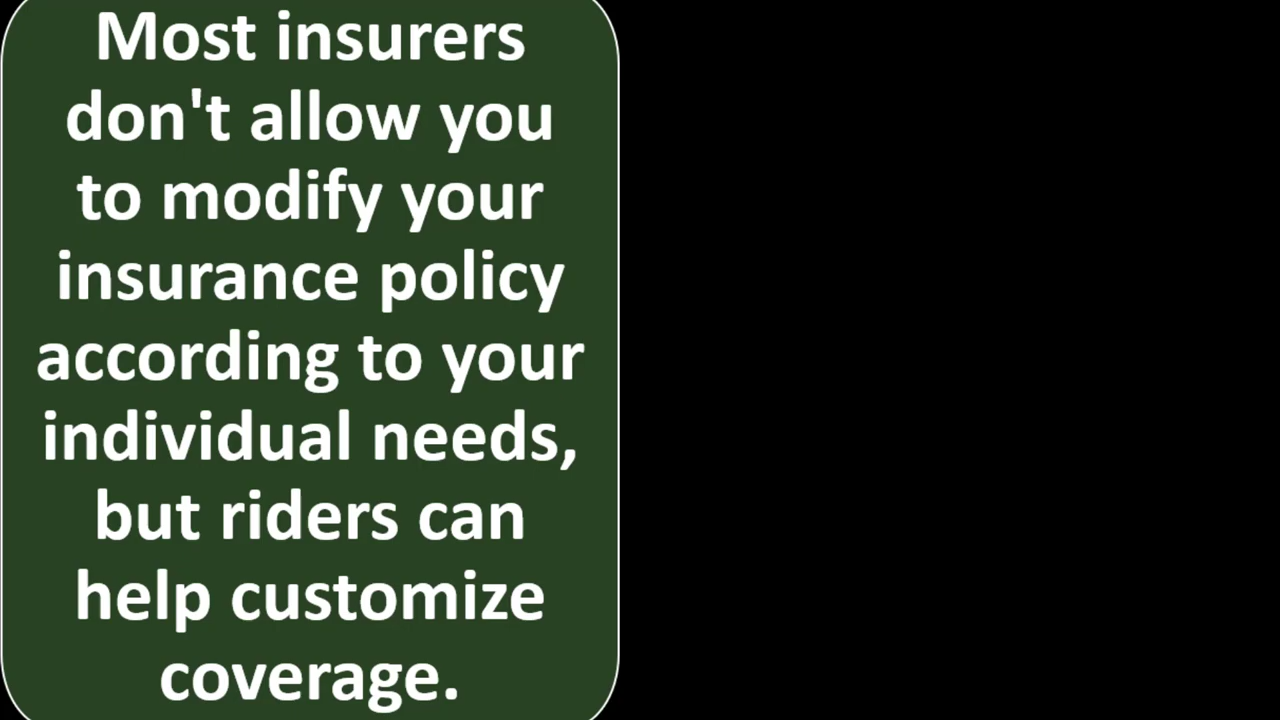 Most insurers
don't allow you
to modify your
insurance policy
according to your
individual needs,
but riders can
help customize
coverage.